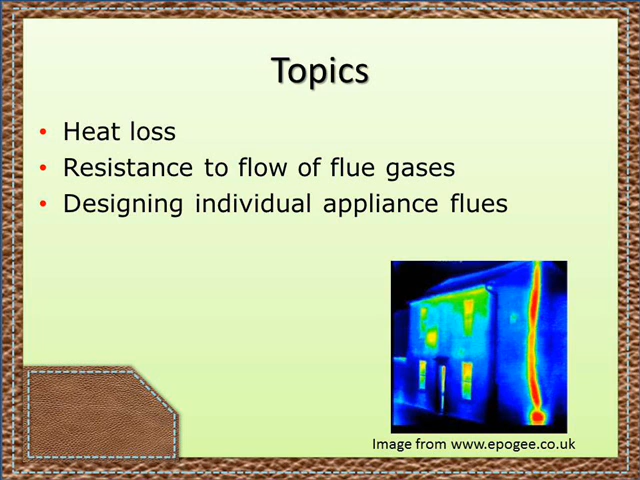 Topics
• Heat loss
• Resistance to flow of flue gases
• Designing individual appliance flues
Image from www.epogee.co.uk